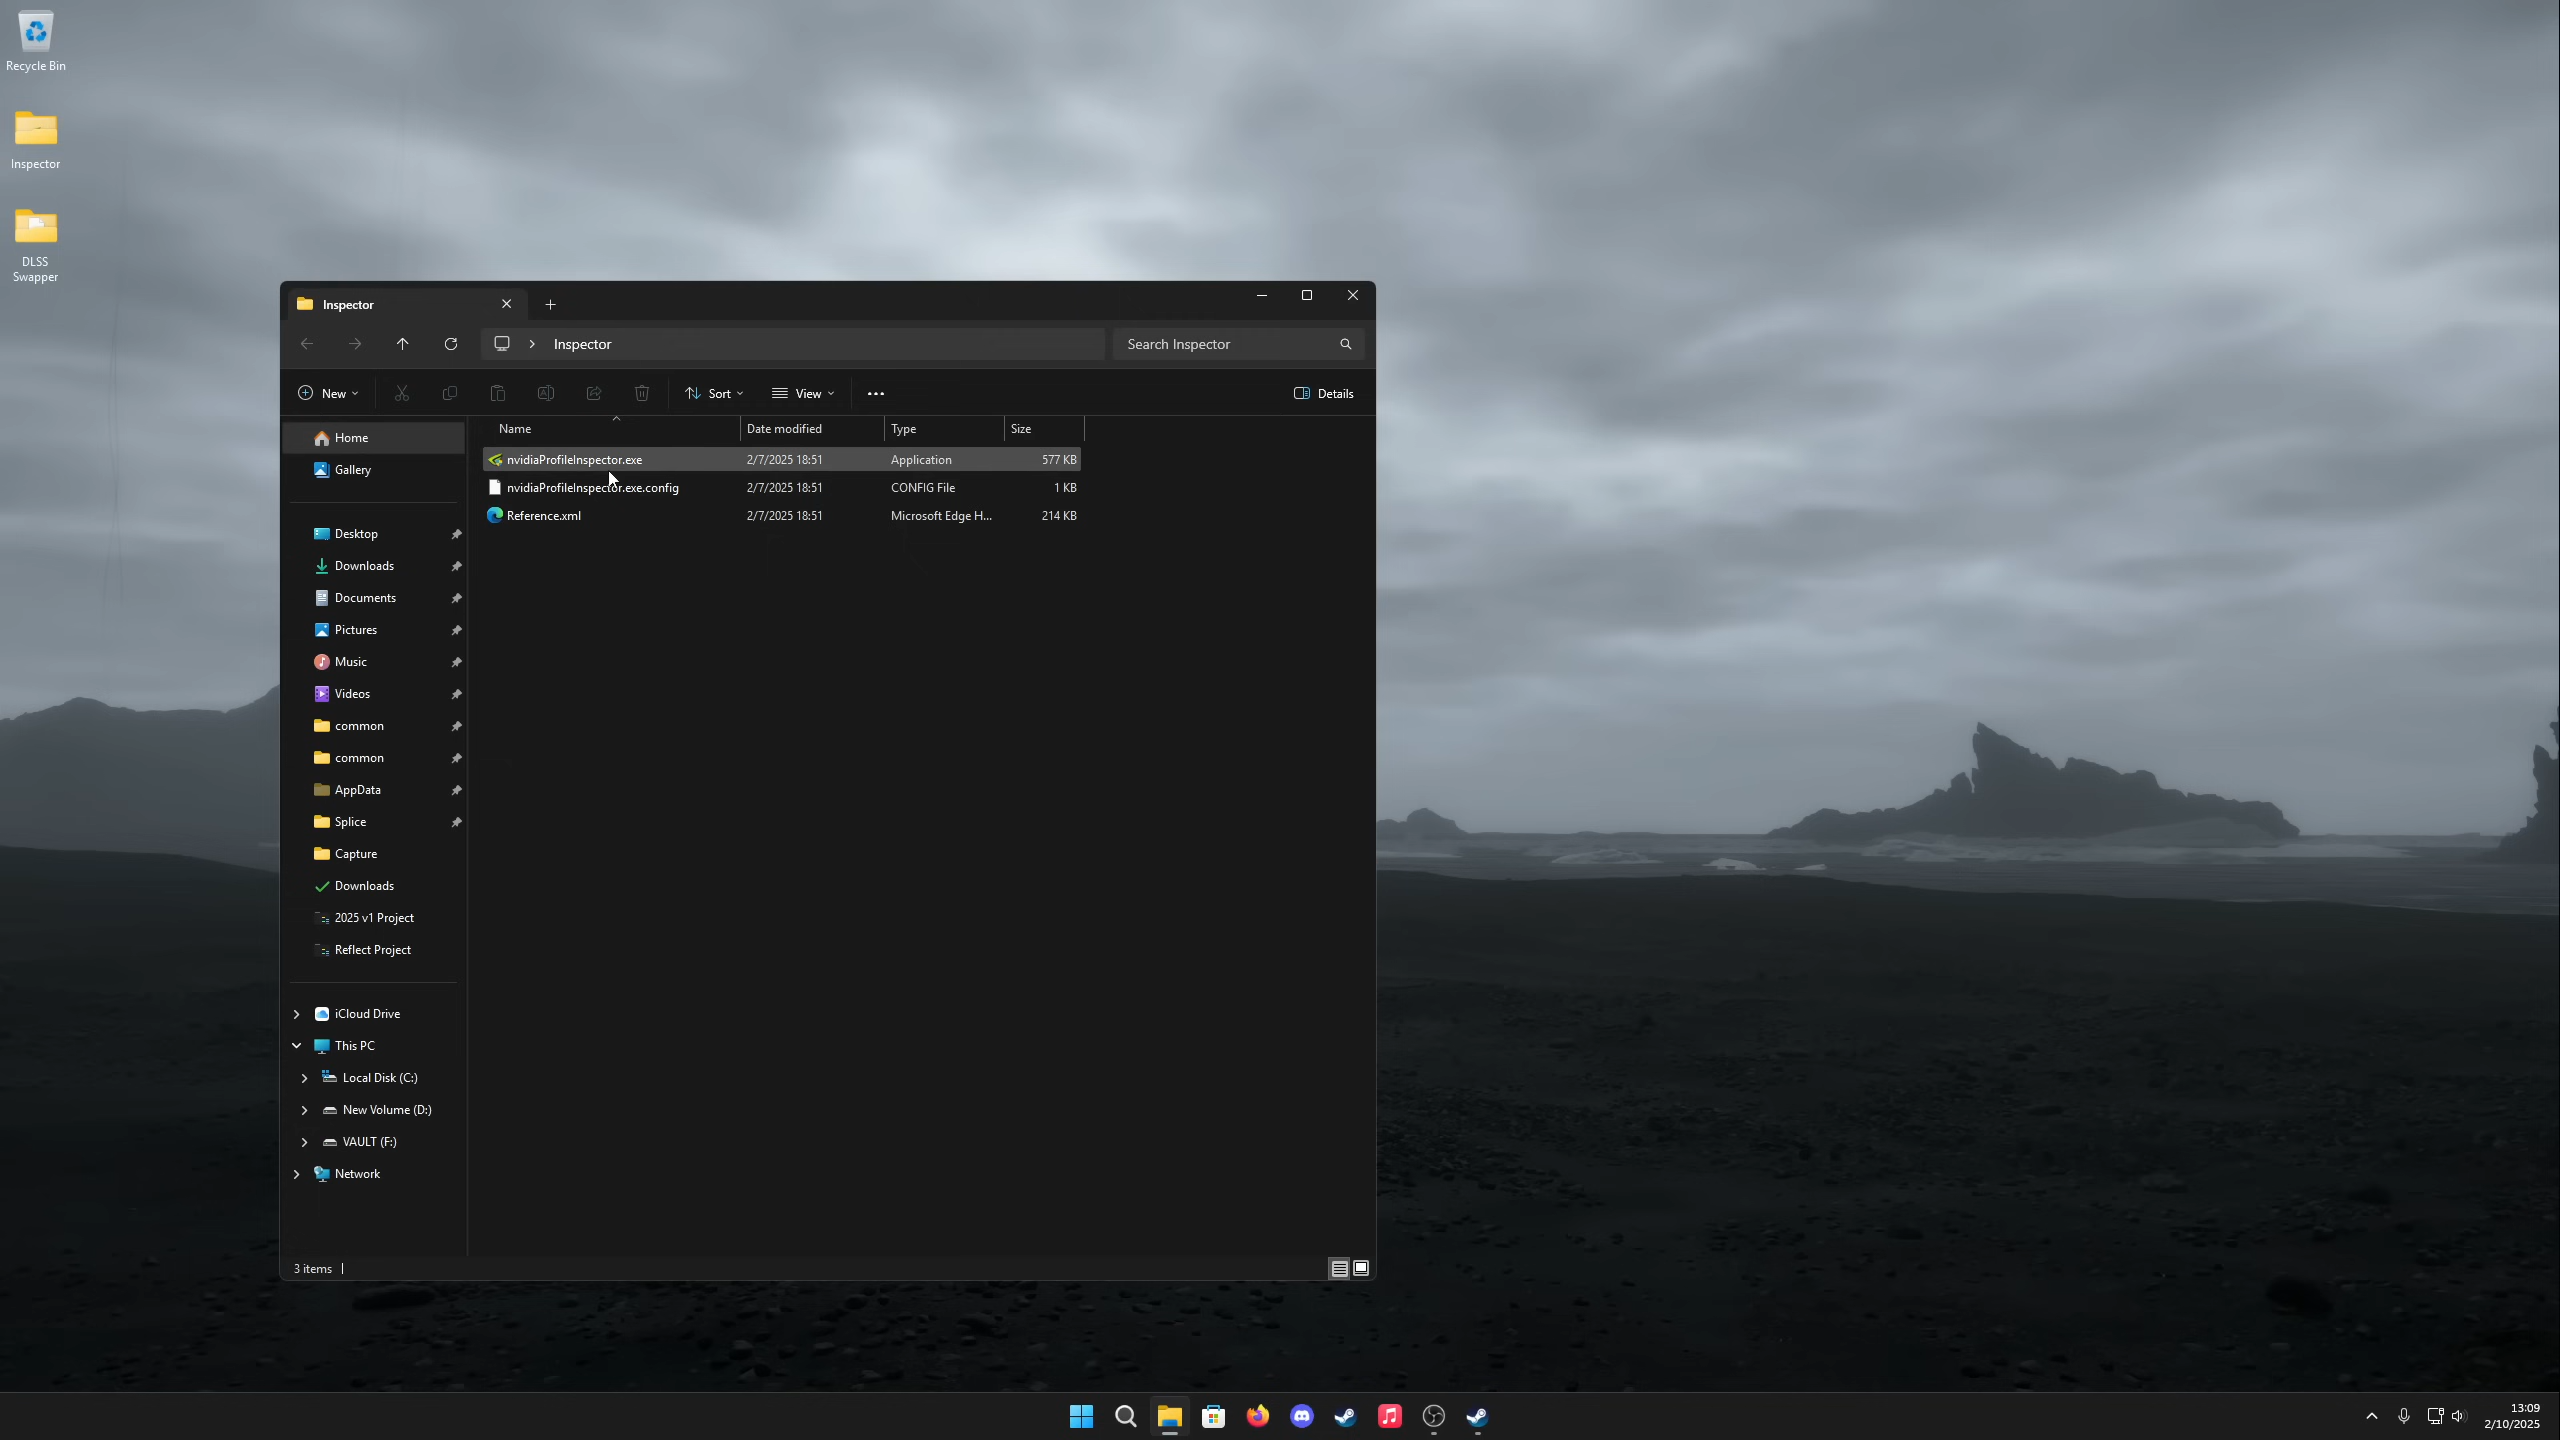 Recycle Bin
Inspector
DLSS
Swapper
Inspector
Inspector
Search Inspector
New
Sort
View
Details
Name
Date modified
Type
Size
nvidiaProfileInspector.exe
2/7/2025 18:51
Application
577 KB
nvidiaProfileInspector.exe.config
2/7/2025 18:51
CONFIG File
1 KB
Reference.xml
2/7/2025 18:51
Microsoft Edge H...
214 KB
Home
Gallery
Desktop
Downloads
Documents
Pictures
Music
Videos
common
common
AppData
Splice
Capture
Downloads
2025 v1 Project
Reflect Project
iCloud Drive
This PC
Local Disk (C:)
New Volume (D:)
VAULT (F:)
Network
3 items
13:09
2/10/2025